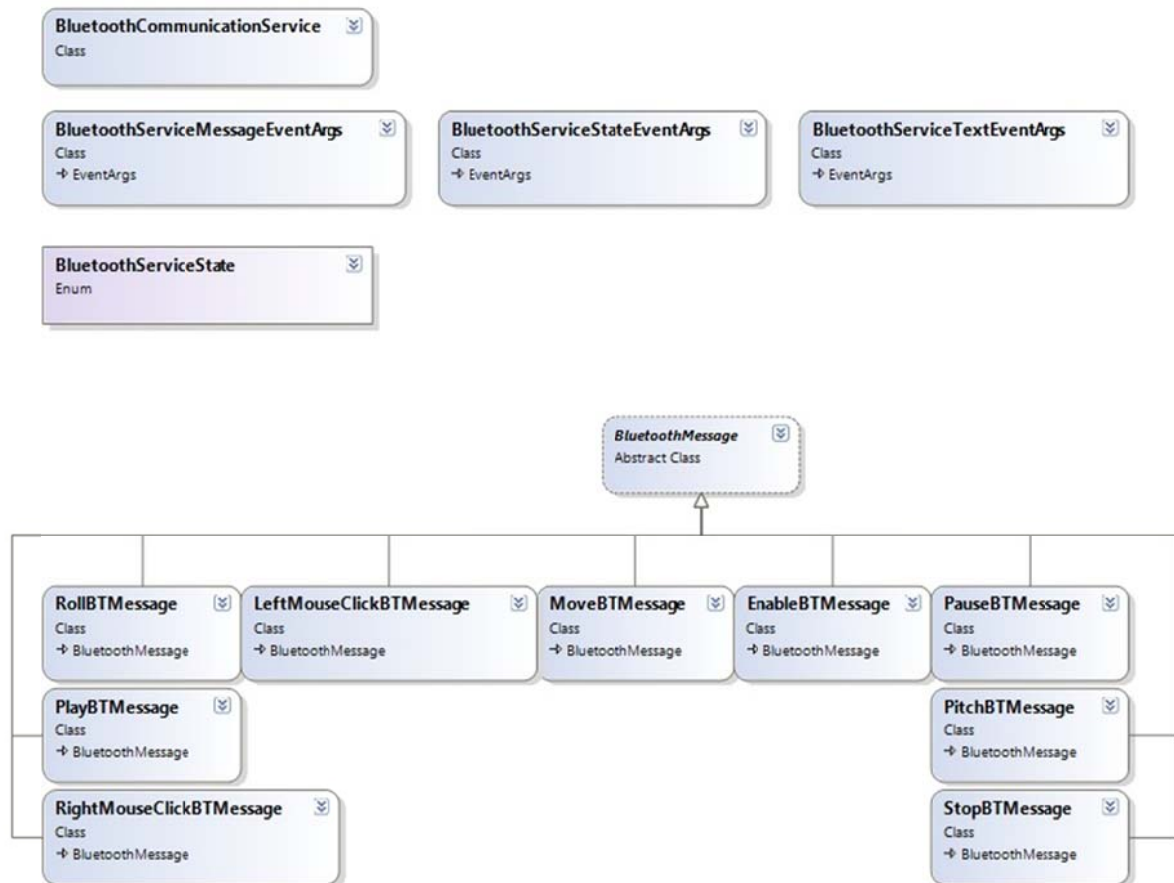 BluetoothCommunicationService
Class
BluetoothServiceMessageEventArgs
Class
EventArgs
BluetoothServiceStateEventArgs
Class
EventArgs
BluetoothServiceTextEventArgs
Class
EventArgs
BluetoothServiceState
Enum
BluetoothMessage
Abstract Class
RollBTMessage
Class
BluetoothMessage
LeftMouseClickBTMessage
Class
BluetoothMessage
MoveBTMessage
Class
BluetoothMessage
EnableBTMessage
Class
BluetoothMessage
PauseBTMessage
Class
BluetoothMessage
PlayBTMessage
Class
BluetoothMessage
PitchBTMessage
Class
BluetoothMessage
RightMouseClickBTMessage
Class
BluetoothMessage
StopBTMessage
Class
BluetoothMessage